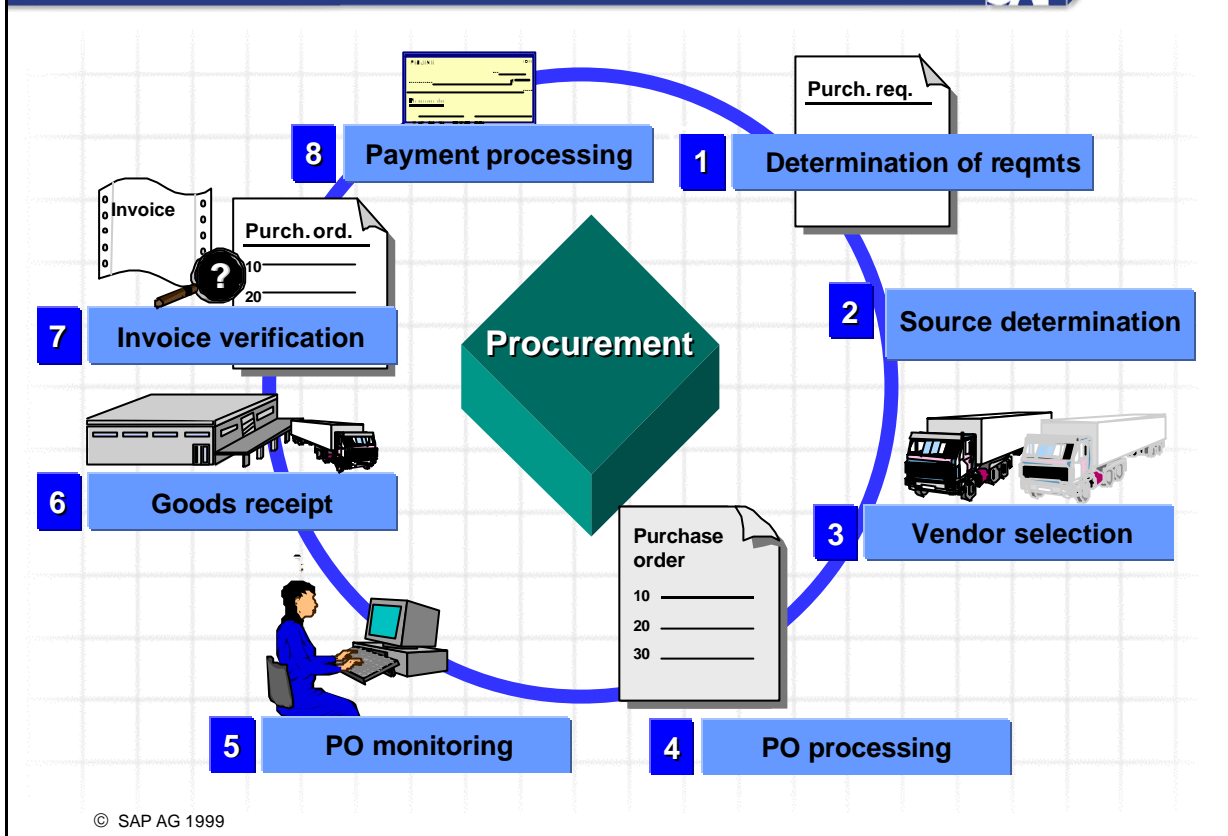 Purch. req.
1
Determination of reqmts
2
Source determination
3
Vendor selection
Purchase
order
10
20
30
4
PO processing
5
PO monitoring
6
Goods receipt
Invoice
Purch. ord.
?
10
20
7
Invoice verification
8
Payment processing
Procurement
© SAP AG 1999